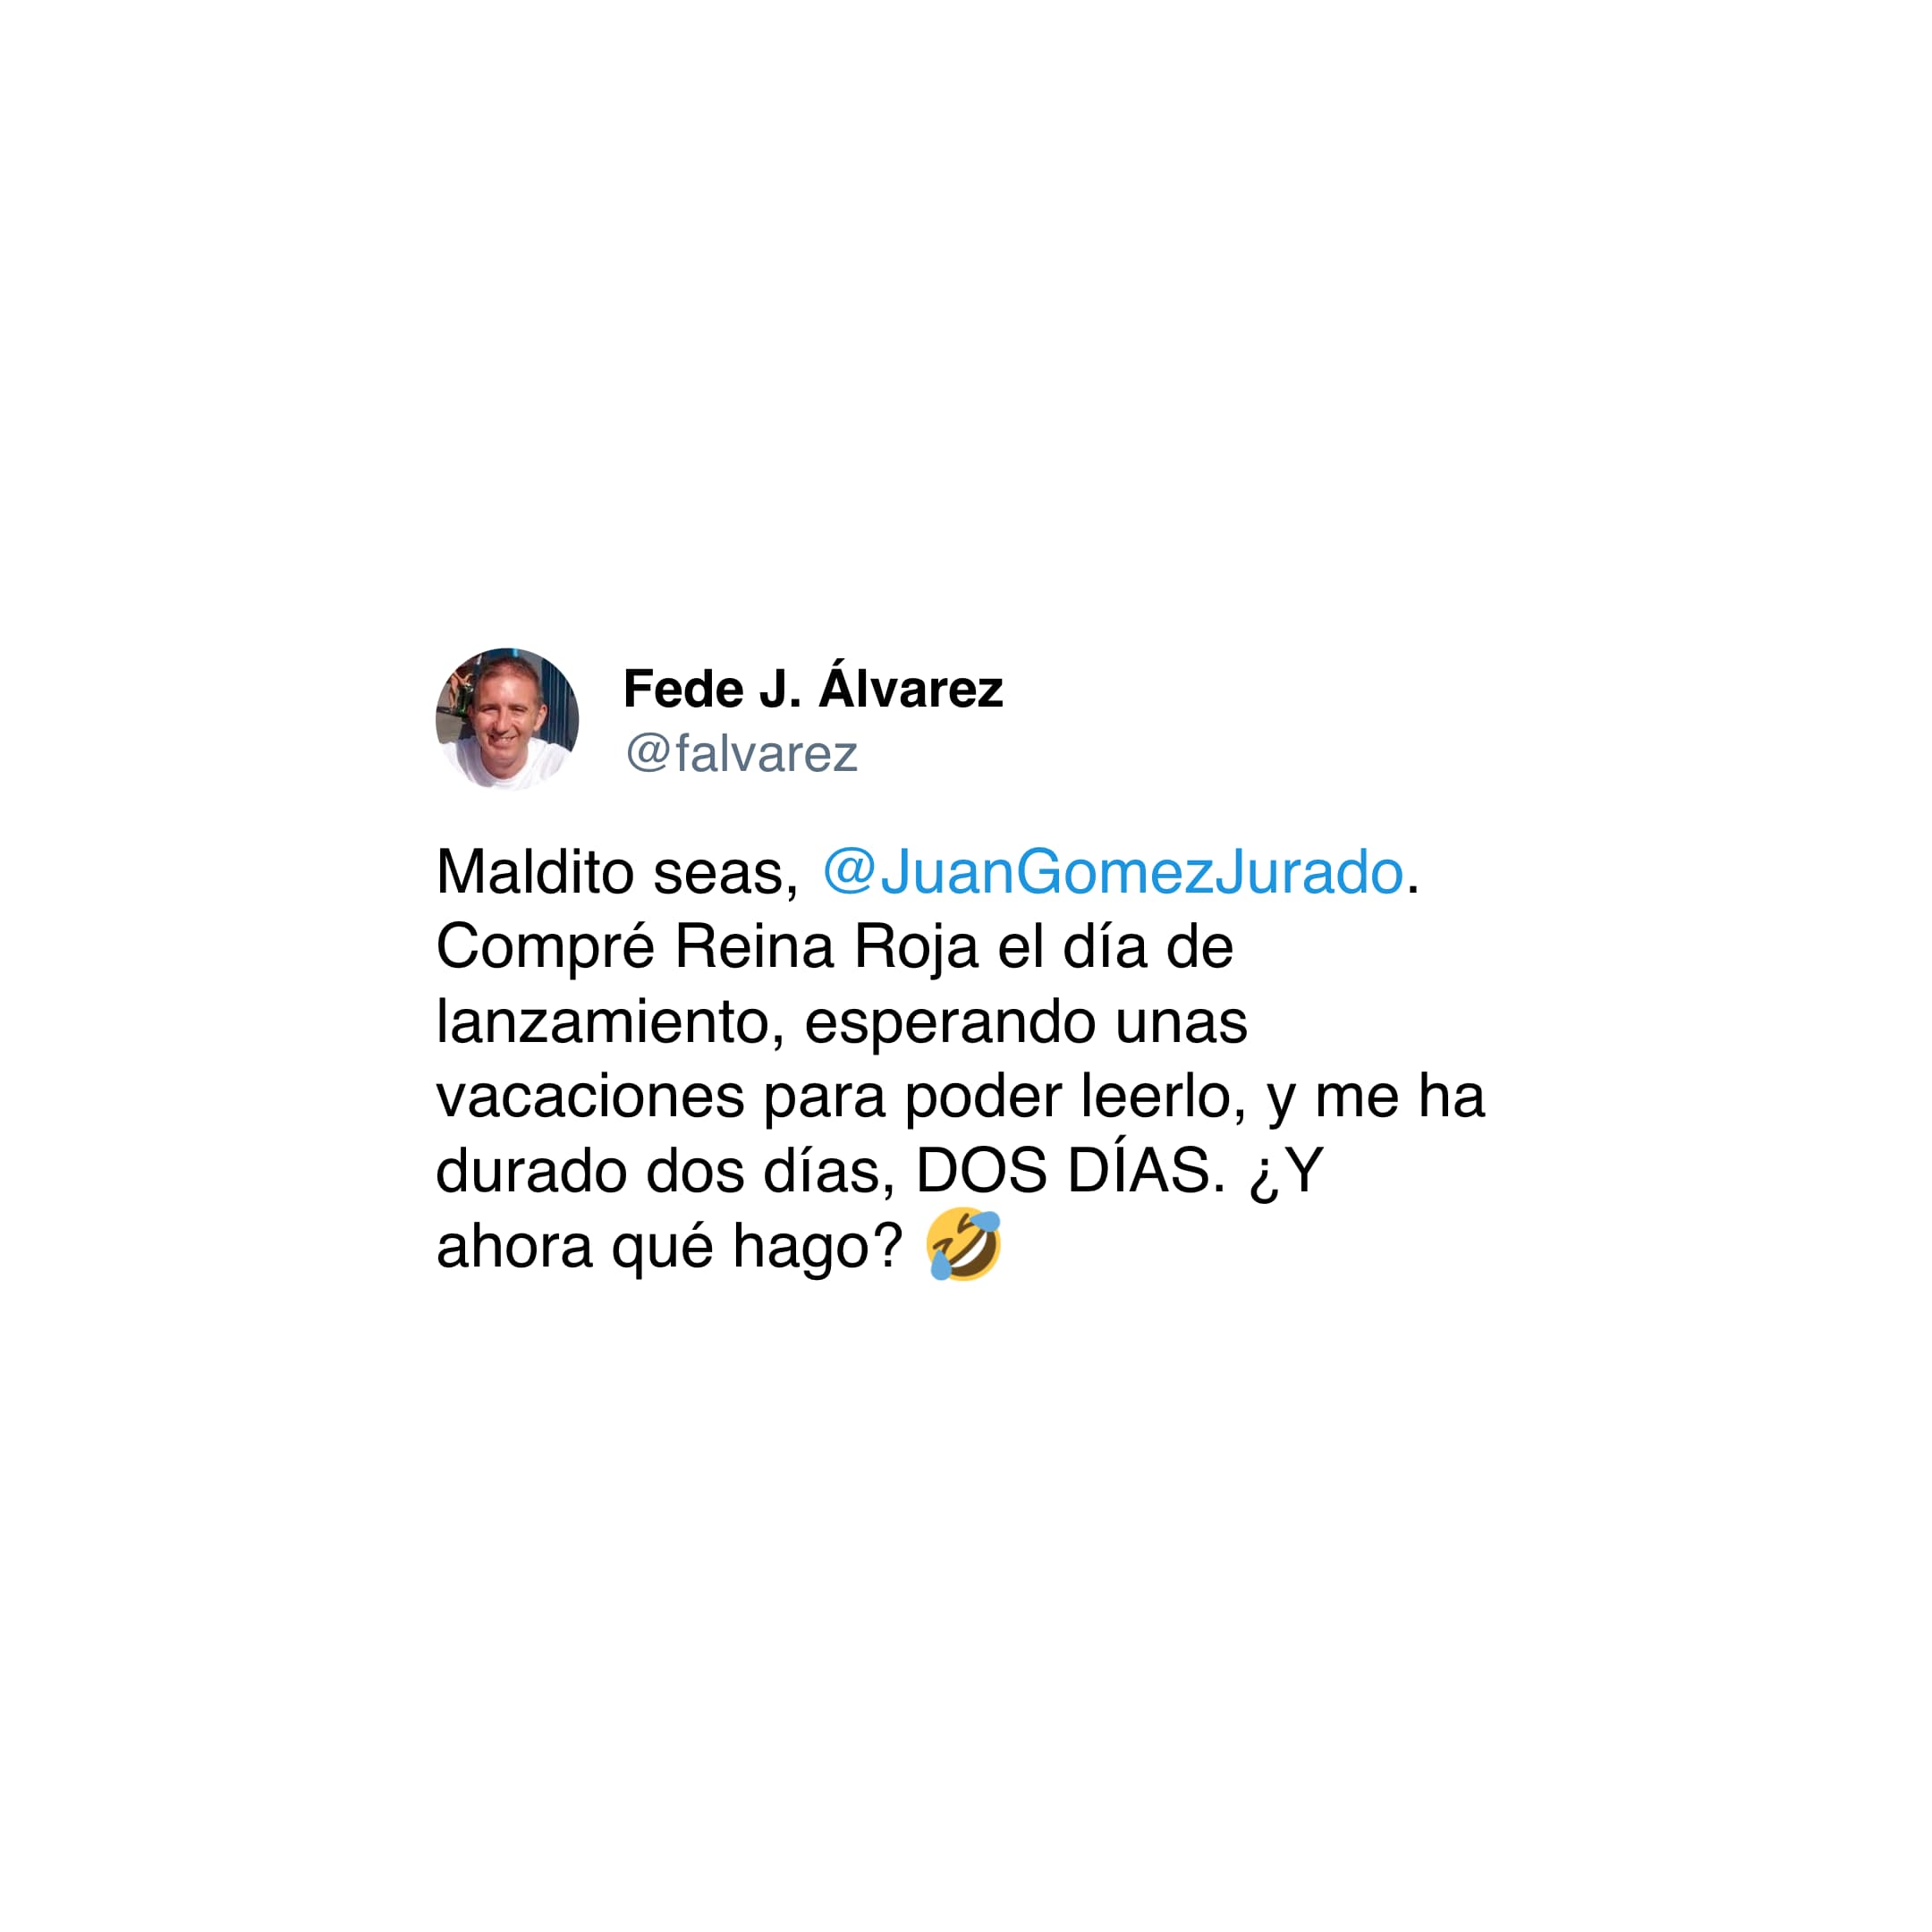 Fede J. Álvarez
@falvarez
Maldito seas, @JuanGomezJurado.
Compré Reina Roja el día de
lanzamiento, esperando unas
vacaciones para poder leerlo, y me ha
durado dos días, DOS DÍAS. ¿Y
ahora qué hago? 🤣